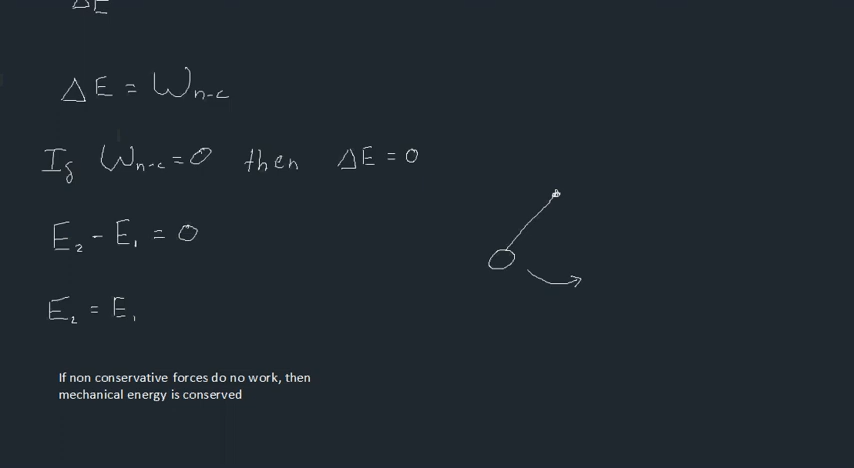 ΔE
ΔE = Wn-c
If Wn-c = 0 then ΔE = 0
E2 - E1 = 0
E2 = E1
If non conservative forces do no work, then
mechanical energy is conserved